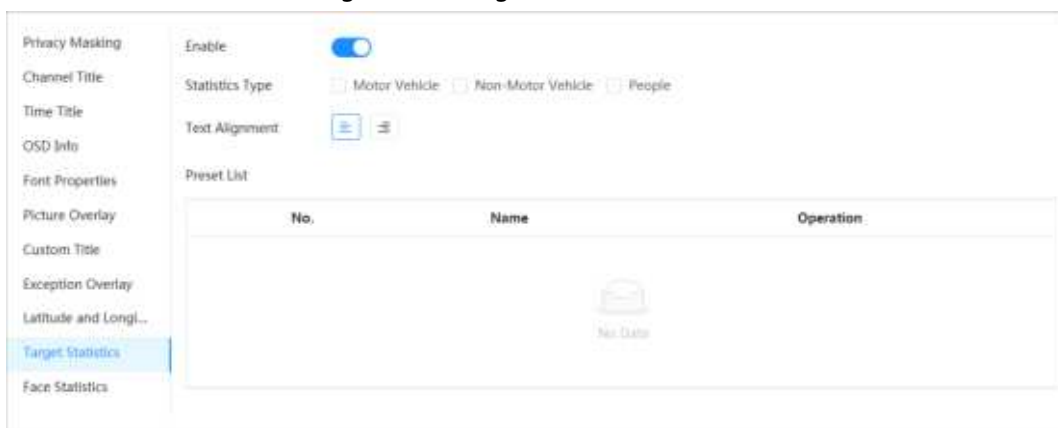 Privacy Masking
Channel Title
Time Title
OSD Info
Font Properties
Picture Overlay
Custom Title
Exception Overlay
Latitude and Longi...
Target Statistics
Face Statistics
Enable
Statistics Type Motor Vehicle Non-Motor Vehicle People
Text Alignment
Preset List
No. Name Operation
No Data